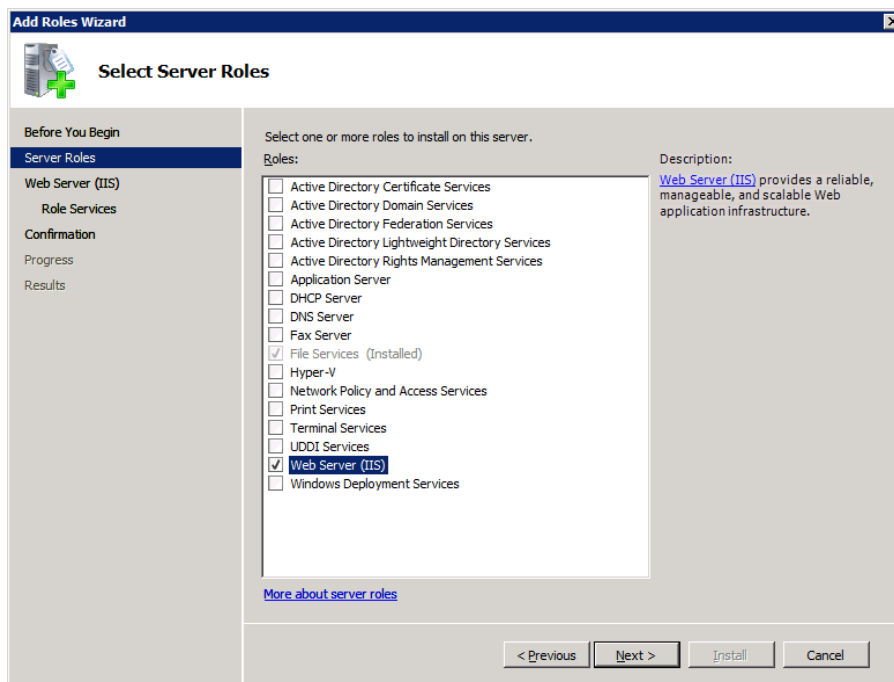 Add Roles Wizard
Select Server Roles
Before You Begin
Server Roles
Web Server (IIS)
Role Services
Confirmation
Progress
Results
Select one or more roles to install on this server.
Roles:
Active Directory Certificate Services
Active Directory Domain Services
Active Directory Federation Services
Active Directory Lightweight Directory Services
Active Directory Rights Management Services
Application Server
DHCP Server
DNS Server
Fax Server
File Services (Installed)
Hyper-V
Network Policy and Access Services
Print Services
Terminal Services
UDDI Services
Web Server (IIS)
Windows Deployment Services
More about server roles
Description:
Web Server (IIS) provides a reliable,
manageable, and scalable Web
application infrastructure.
< Previous
Next >
Install
Cancel